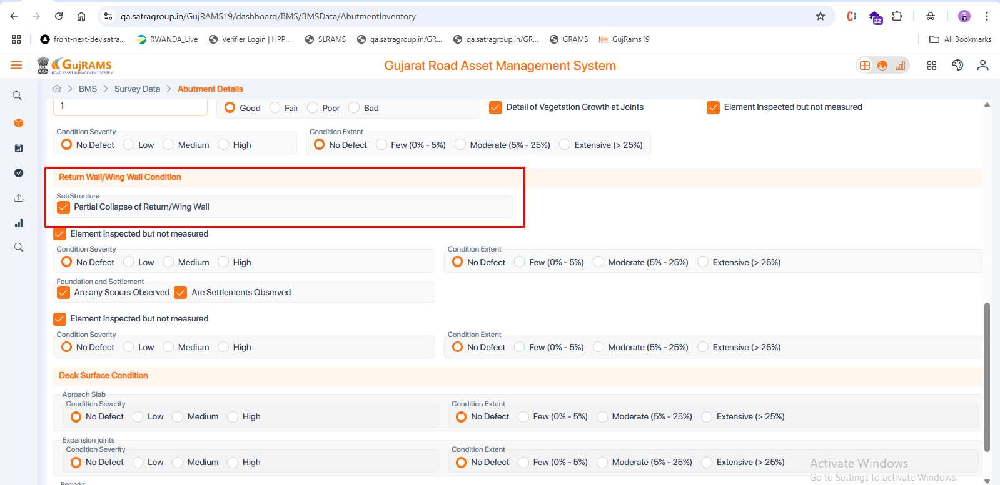 qa.satragroup.in/GujRAMS19/dashboard/BMS/BMSData/AbutmentInventory
22
front-next-dev.satra...
RWANDA_Live
Verifier Login | HPP...
SLRAMS
qa.satragroup.in/GR...
qa.satragroup.in/GR...
GRAMS
GujRams19
All Bookmarks
GujRAMS
ROAD ASSET MANAGEMENT SYSTEM
Gujarat Road Asset Management System
BMS
Survey Data
Abutment Details
1
Good Fair Poor Bad
Detail of Vegetation Growth at Joints
Element Inspected but not measured
Condition Severity
No Defect Low Medium High
Condition Extent
No Defect Few (0% - 5%) Moderate (5% - 25%) Extensive (> 25%)
Return Wall/Wing Wall Condition
SubStructure
Partial Collapse of Return/Wing Wall
Element Inspected but not measured
Condition Severity
No Defect Low Medium High
Condition Extent
No Defect Few (0% - 5%) Moderate (5% - 25%) Extensive (> 25%)
Foundation and Settlement
Are any Scours Observed Are Settlements Observed
Element Inspected but not measured
Condition Severity
No Defect Low Medium High
Condition Extent
No Defect Few (0% - 5%) Moderate (5% - 25%) Extensive (> 25%)
Deck Surface Condition
Aproach Slab
Condition Severity
No Defect Low Medium High
Condition Extent
No Defect Few (0% - 5%) Moderate (5% - 25%) Extensive (> 25%)
Expansion joints
Condition Severity
No Defect Low Medium High
Condition Extent
No Defect Few (0% - 5%) Moderate (5% - 25%) Extensive (> 25%)
Remarks:
Activate Windows
Go to Settings to activate Windows.